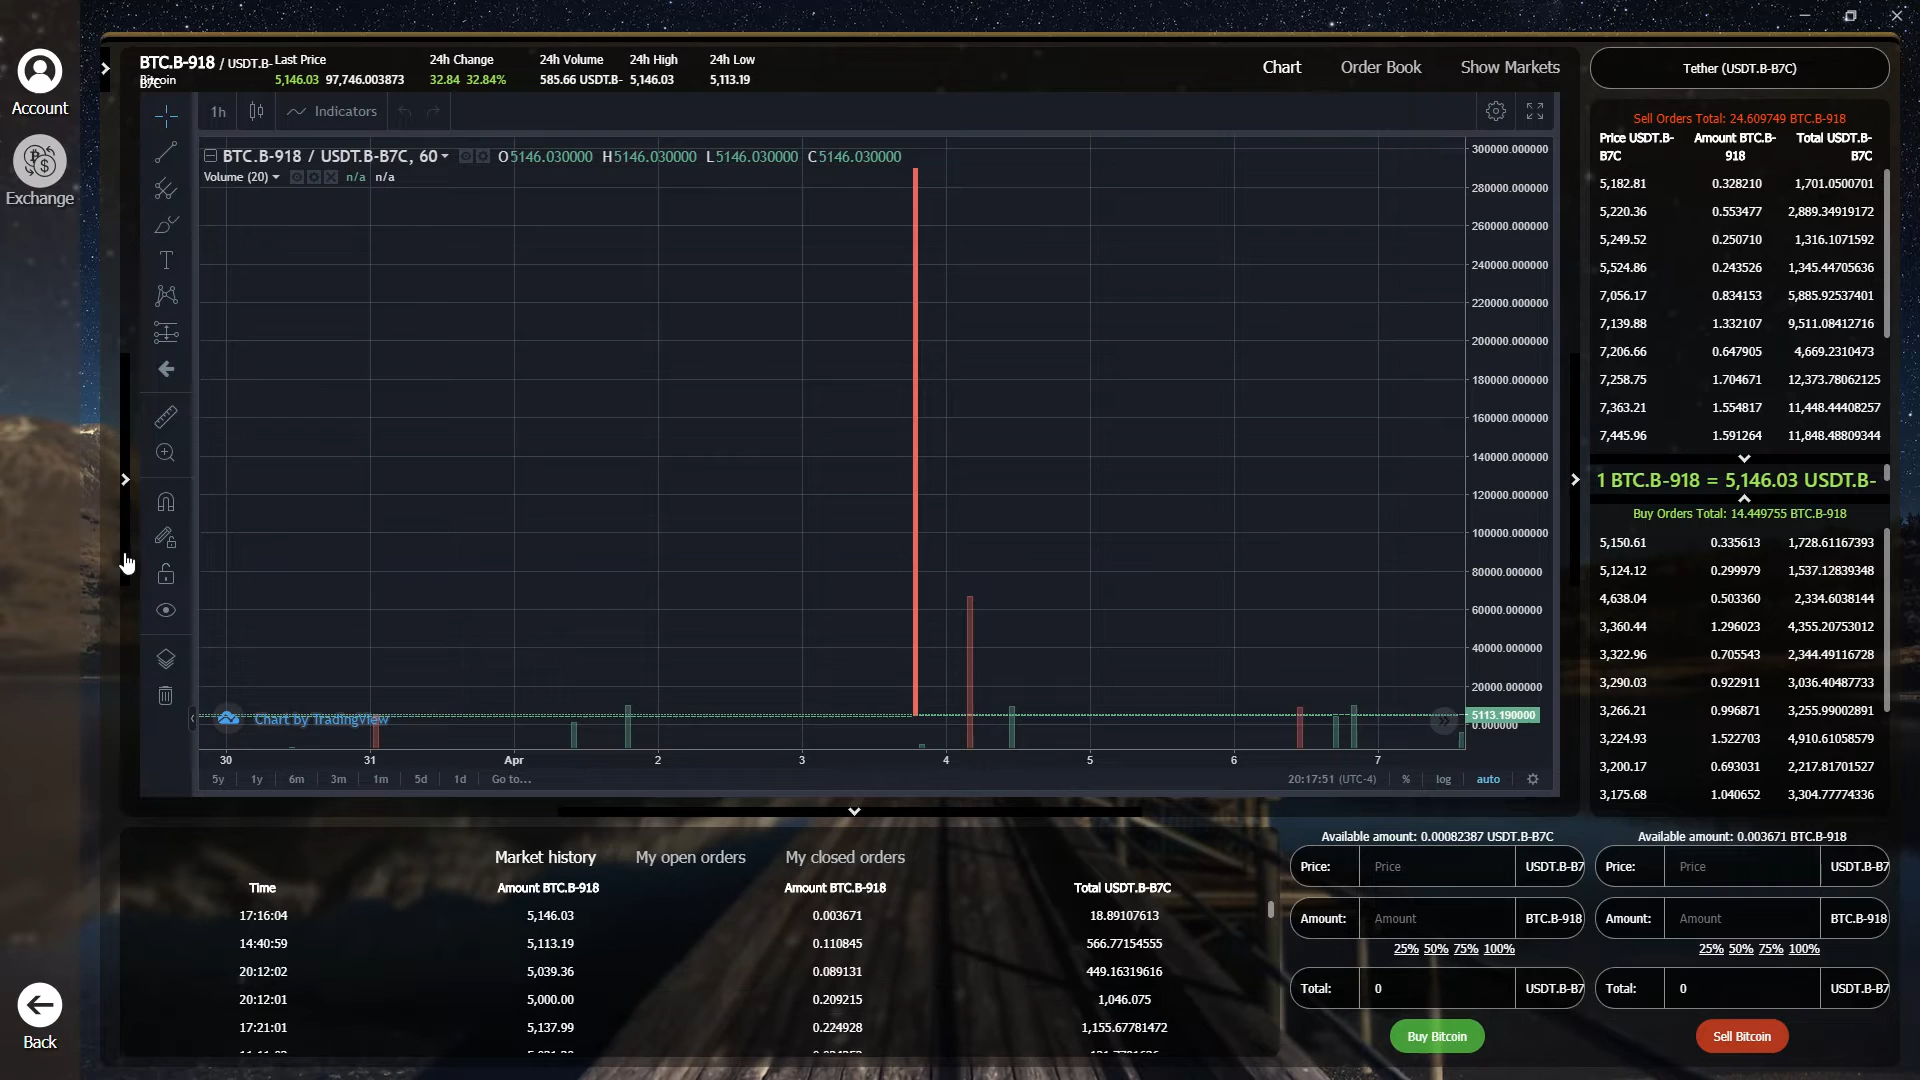 Account
Exchange
Back
BTC.B-918 / USDT.B-B7C
Bitcoin
Last Price
5,146.03 97,746.003873
24h Change
32.84 32.84%
24h Volume
585.66 USDT.B-
24h High
5,146.03
24h Low
5,113.19
Chart
Order Book
Show Markets
1h
Indicators
BTC.B-918 / USDT.B-B7C, 60
O5146.030000 H5146.030000 L5146.030000 C5146.030000
Volume (20) n/a n/a
300000.000000
280000.000000
260000.000000
240000.000000
220000.000000
200000.000000
180000.000000
160000.000000
140000.000000
120000.000000
100000.000000
80000.000000
60000.000000
40000.000000
20000.000000
5113.190000
0.000000
Chart by TradingView
30 31 Apr 2 3 4 5 6 7
5y 1y 6m 3m 1m 5d 1d Go to...
20:17:51 (UTC-4) % log auto
Tether (USDT.B-B7C)
Sell Orders Total: 24.609749 BTC.B-918
Price USDT.B-B7C Amount BTC.B-918 Total USDT.B-B7C
5,182.81 0.328210 1,701.0500701
5,220.36 0.553477 2,889.34919172
5,249.52 0.250710 1,316.1071592
5,524.86 0.243526 1,345.44705636
7,056.17 0.834153 5,885.92537401
7,139.88 1.332107 9,511.08412716
7,206.66 0.647905 4,669.2310473
7,258.75 1.704671 12,373.78062125
7,363.21 1.554817 11,448.44408257
7,445.96 1.591264 11,848.48809344
1 BTC.B-918 = 5,146.03 USDT.B-
Buy Orders Total: 14.449755 BTC.B-918
5,150.61 0.335613 1,728.61167393
5,124.12 0.299979 1,537.12839348
4,638.04 0.503360 2,334.6038144
3,360.44 1.296023 4,355.20753012
3,322.96 0.705543 2,344.49116728
3,290.03 0.922911 3,036.40487733
3,266.21 0.996871 3,255.99002891
3,224.93 1.522703 4,910.61058579
3,200.17 0.693031 2,217.81701527
3,175.68 1.040652 3,304.77774336
Market history
My open orders
My closed orders
Time Amount BTC.B-918 Amount BTC.B-918 Total USDT.B-B7C
17:16:04 5,146.03 0.003671 18.89107613
14:40:59 5,113.19 0.110845 566.77154555
20:12:02 5,039.36 0.089131 449.16319616
20:12:01 5,000.00 0.209215 1,046.075
17:21:01 5,137.99 0.224928 1,155.67781472
Available amount: 0.00082387 USDT.B-B7C
Price: Price USDT.B-B7
Amount: Amount BTC.B-918
25% 50% 75% 100%
Total: 0 USDT.B-B7
Buy Bitcoin
Available amount: 0.003671 BTC.B-918
Price: Price USDT.B-B7
Amount: Amount BTC.B-918
25% 50% 75% 100%
Total: 0 USDT.B-B7
Sell Bitcoin